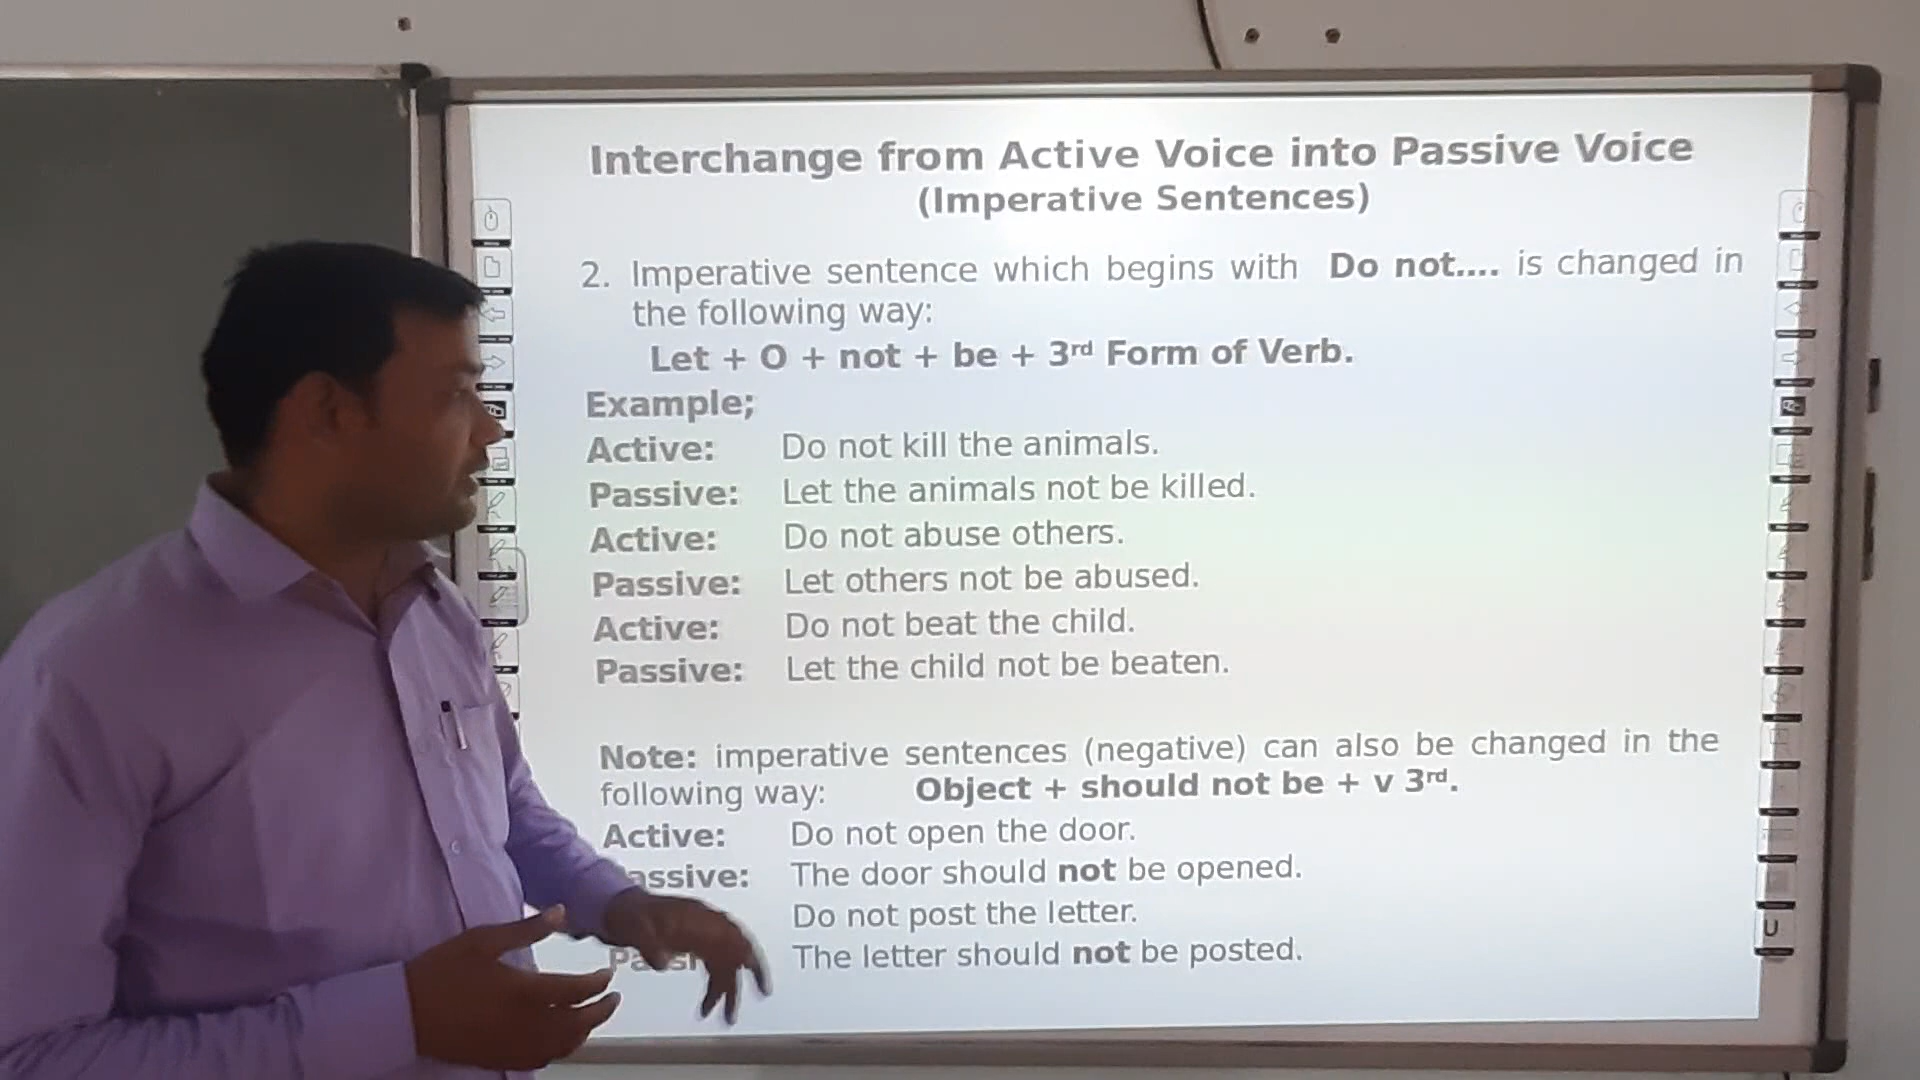 Interchange from Active Voice into Passive Voice
(Imperative Sentences)
2. Imperative sentence which begins with Do not.... is changed in
the following way:
Let + O + not + be + 3rd Form of Verb.
Example;
Active: Do not kill the animals.
Passive: Let the animals not be killed.
Active: Do not abuse others.
Passive: Let others not be abused.
Active: Do not beat the child.
Passive: Let the child not be beaten.
Note: imperative sentences (negative) can also be changed in the
following way: Object + should not be + v 3rd.
Active: Do not open the door.
assive: The door should not be opened.
Do not post the letter.
The letter should not be posted.